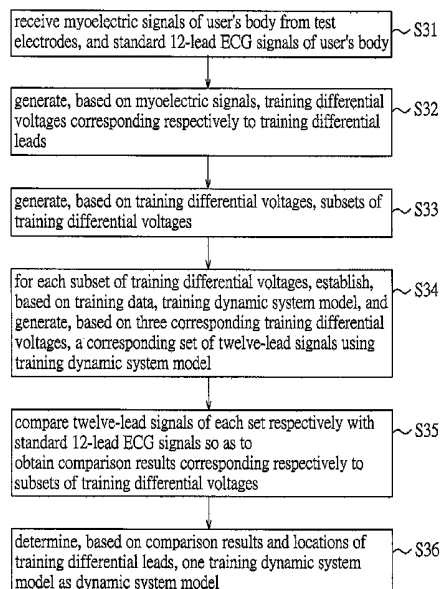 receive myoelectric signals of user's body from test
electrodes, and standard 12-lead ECG signals of user's body
S31
generate, based on myoelectric signals, training differential
voltages corresponding respectively to training differential
leads
S32
generate, based on training differential voltages, subsets of
training differential voltages
S33
for each subset of training differential voltages, establish,
based on training data, training dynamic system model, and
generate, based on three corresponding training differential
voltages, a corresponding set of twelve-lead signals using
training dynamic system model
S34
compare twelve-lead signals of each set respectively with
standard 12-lead ECG signals so as to
obtain comparison results corresponding respectively to
subsets of training differential voltages
S35
determine, based on comparison results and locations of
training differential leads, one training dynamic system
model as dynamic system model
S36